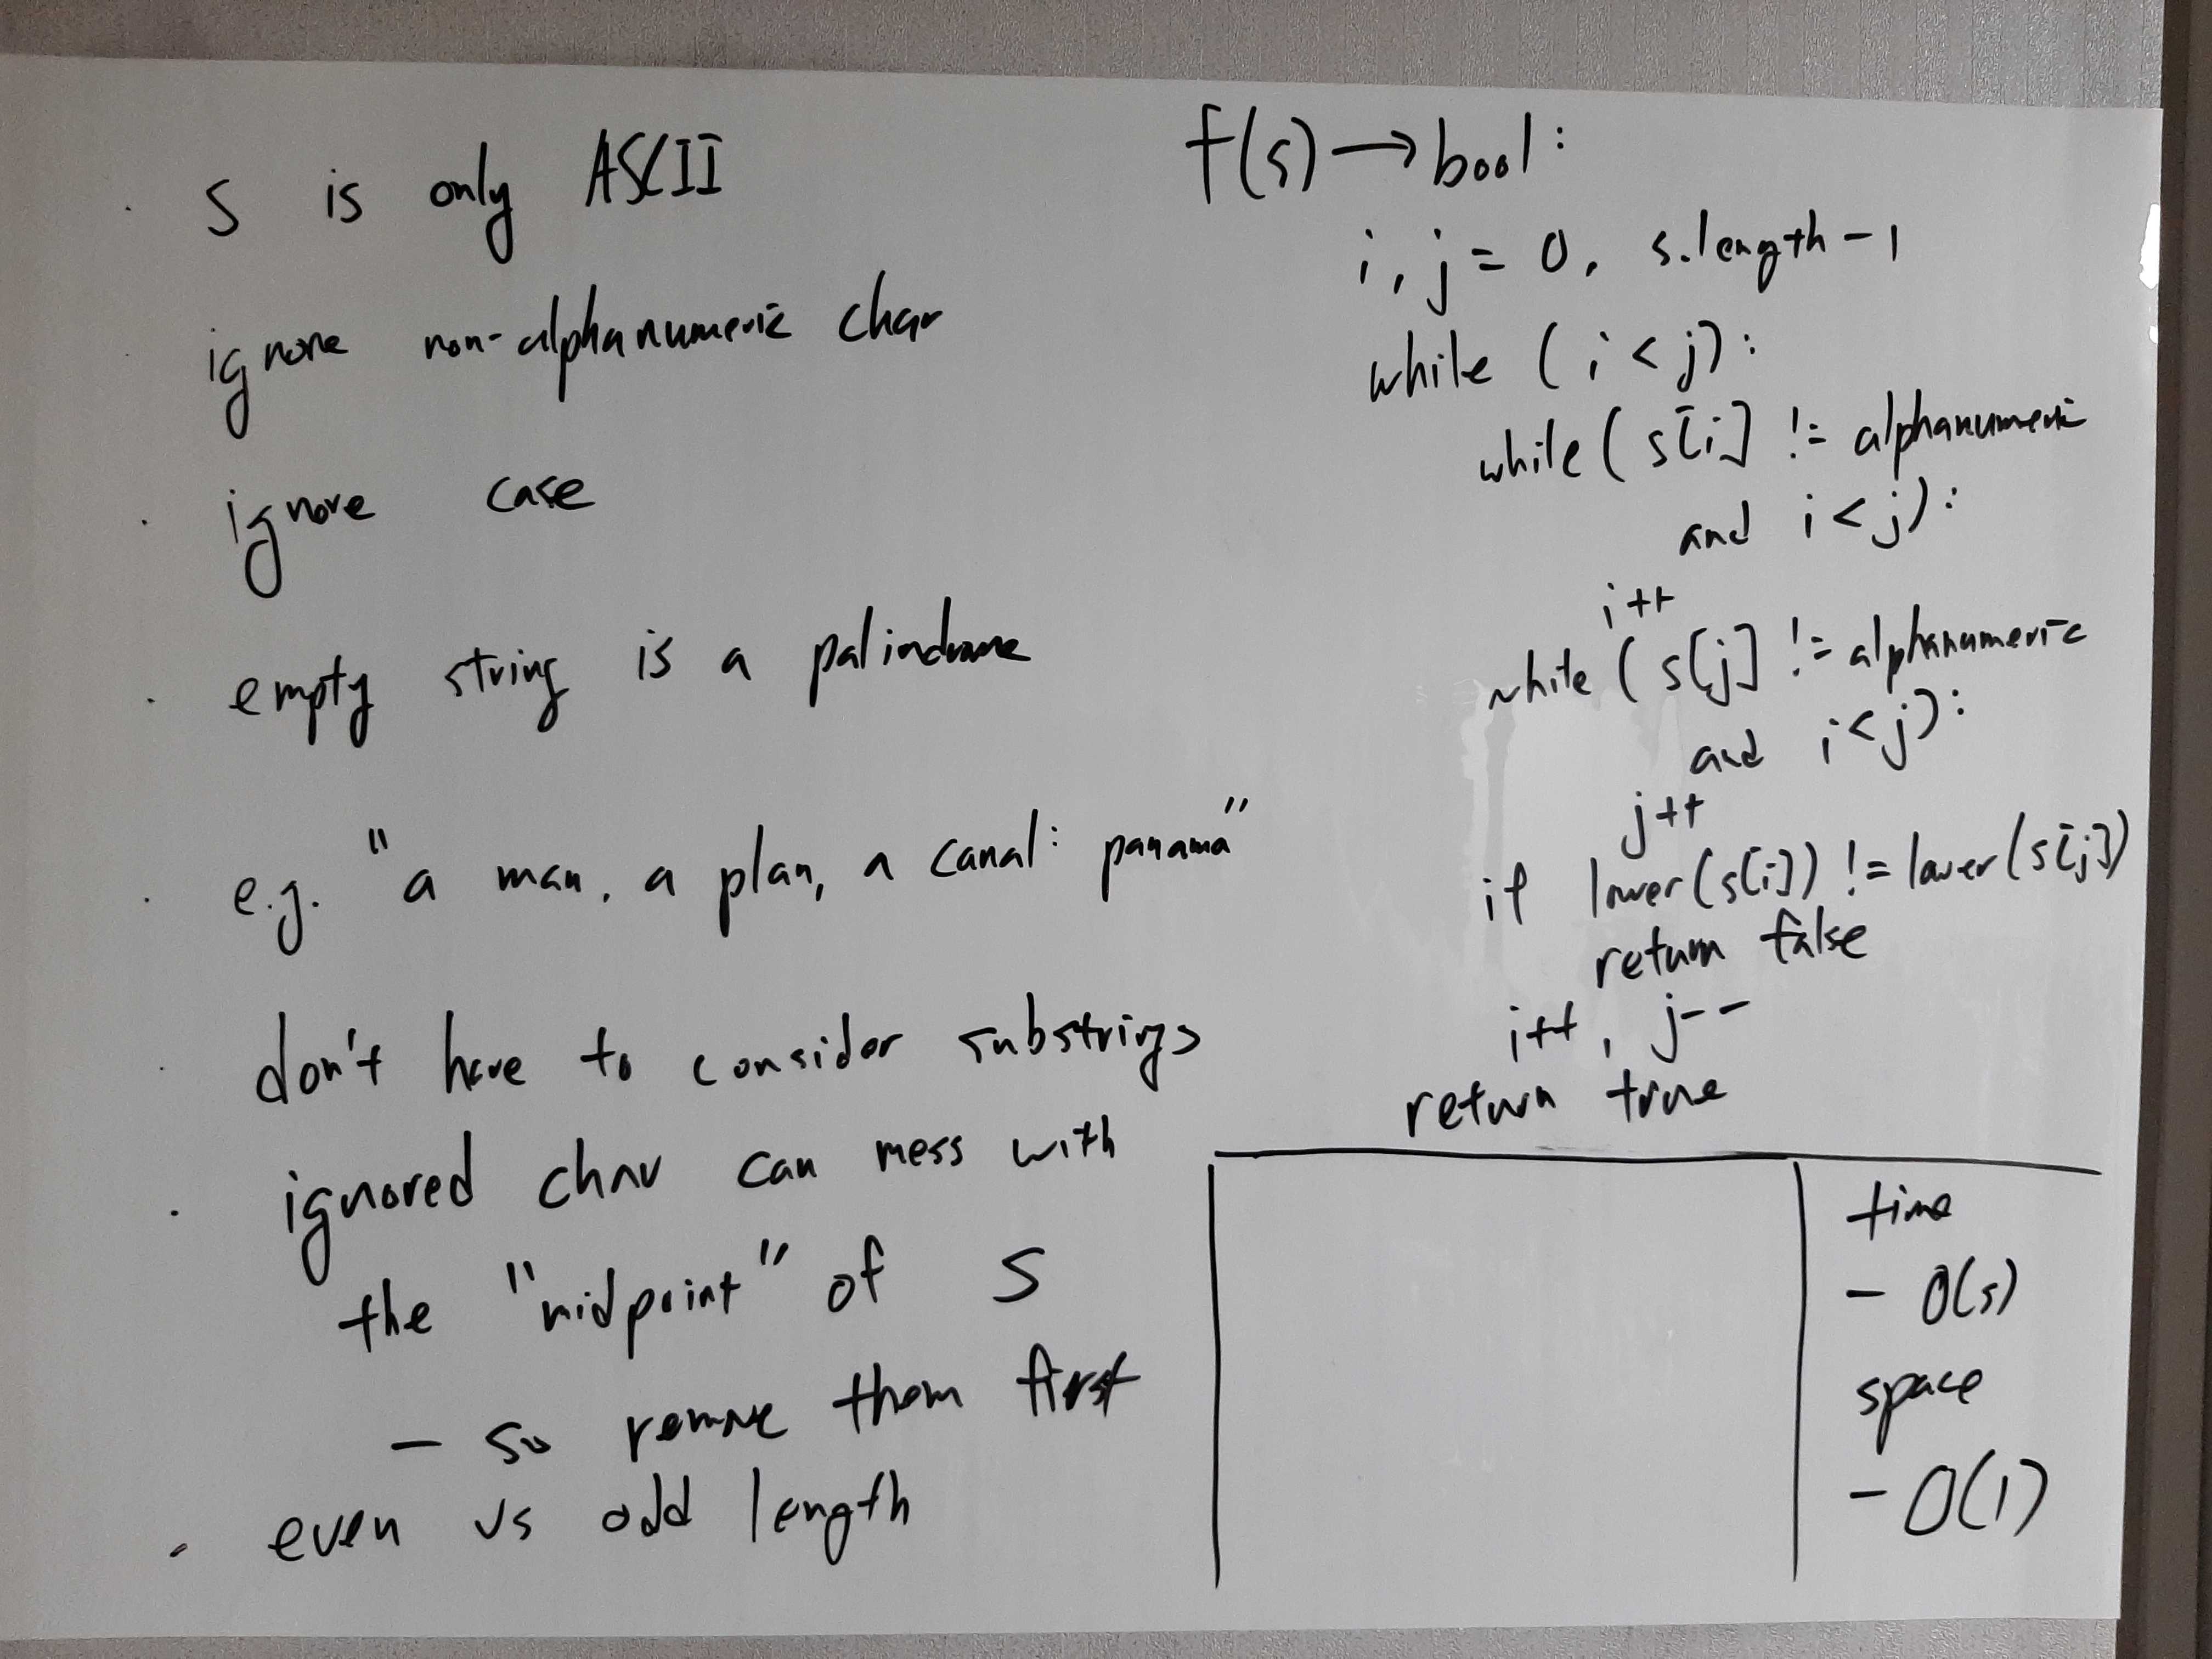 · s is only ASCII
· ignore non-alphanumeric char
· ignore case
· empty string is a palindrome
· e.g. "a man, a plan, a canal: panama"
· don't have to consider substrings
· ignored char can mess with
the "midpoint" of s
- so remove them first
· even vs odd length
f(s) → bool:
i, j = 0, s.length - 1
while (i < j):
while (s[i] != alphanumeric
and i < j):
i++
while (s[j] != alphanumeric
and i < j):
j++
if lower(s[i]) != lower(s[j])
return false
i++, j--
return true
time
- O(s)
space
- O(1)